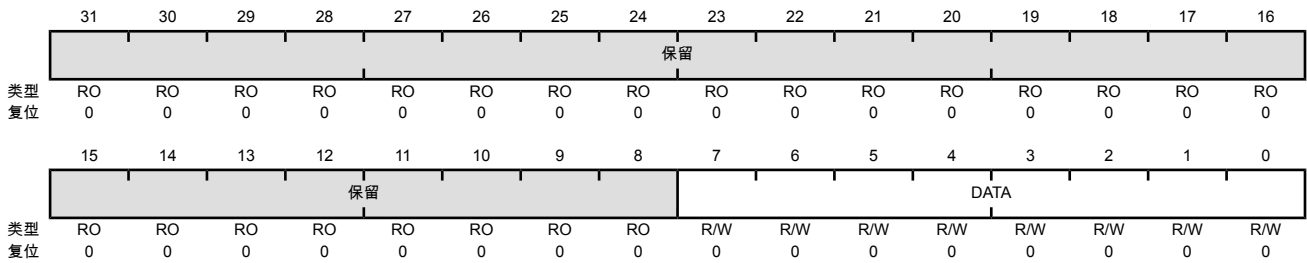 31 30 29 28 27 26 25 24 23 22 21 20 19 18 17 16
保留
类型 RO RO RO RO RO RO RO RO RO RO RO RO RO RO RO RO
复位 0 0 0 0 0 0 0 0 0 0 0 0 0 0 0 0
15 14 13 12 11 10 9 8 7 6 5 4 3 2 1 0
保留 DATA
类型 RO RO RO RO RO RO RO RO R/W R/W R/W R/W R/W R/W R/W R/W
复位 0 0 0 0 0 0 0 0 0 0 0 0 0 0 0 0